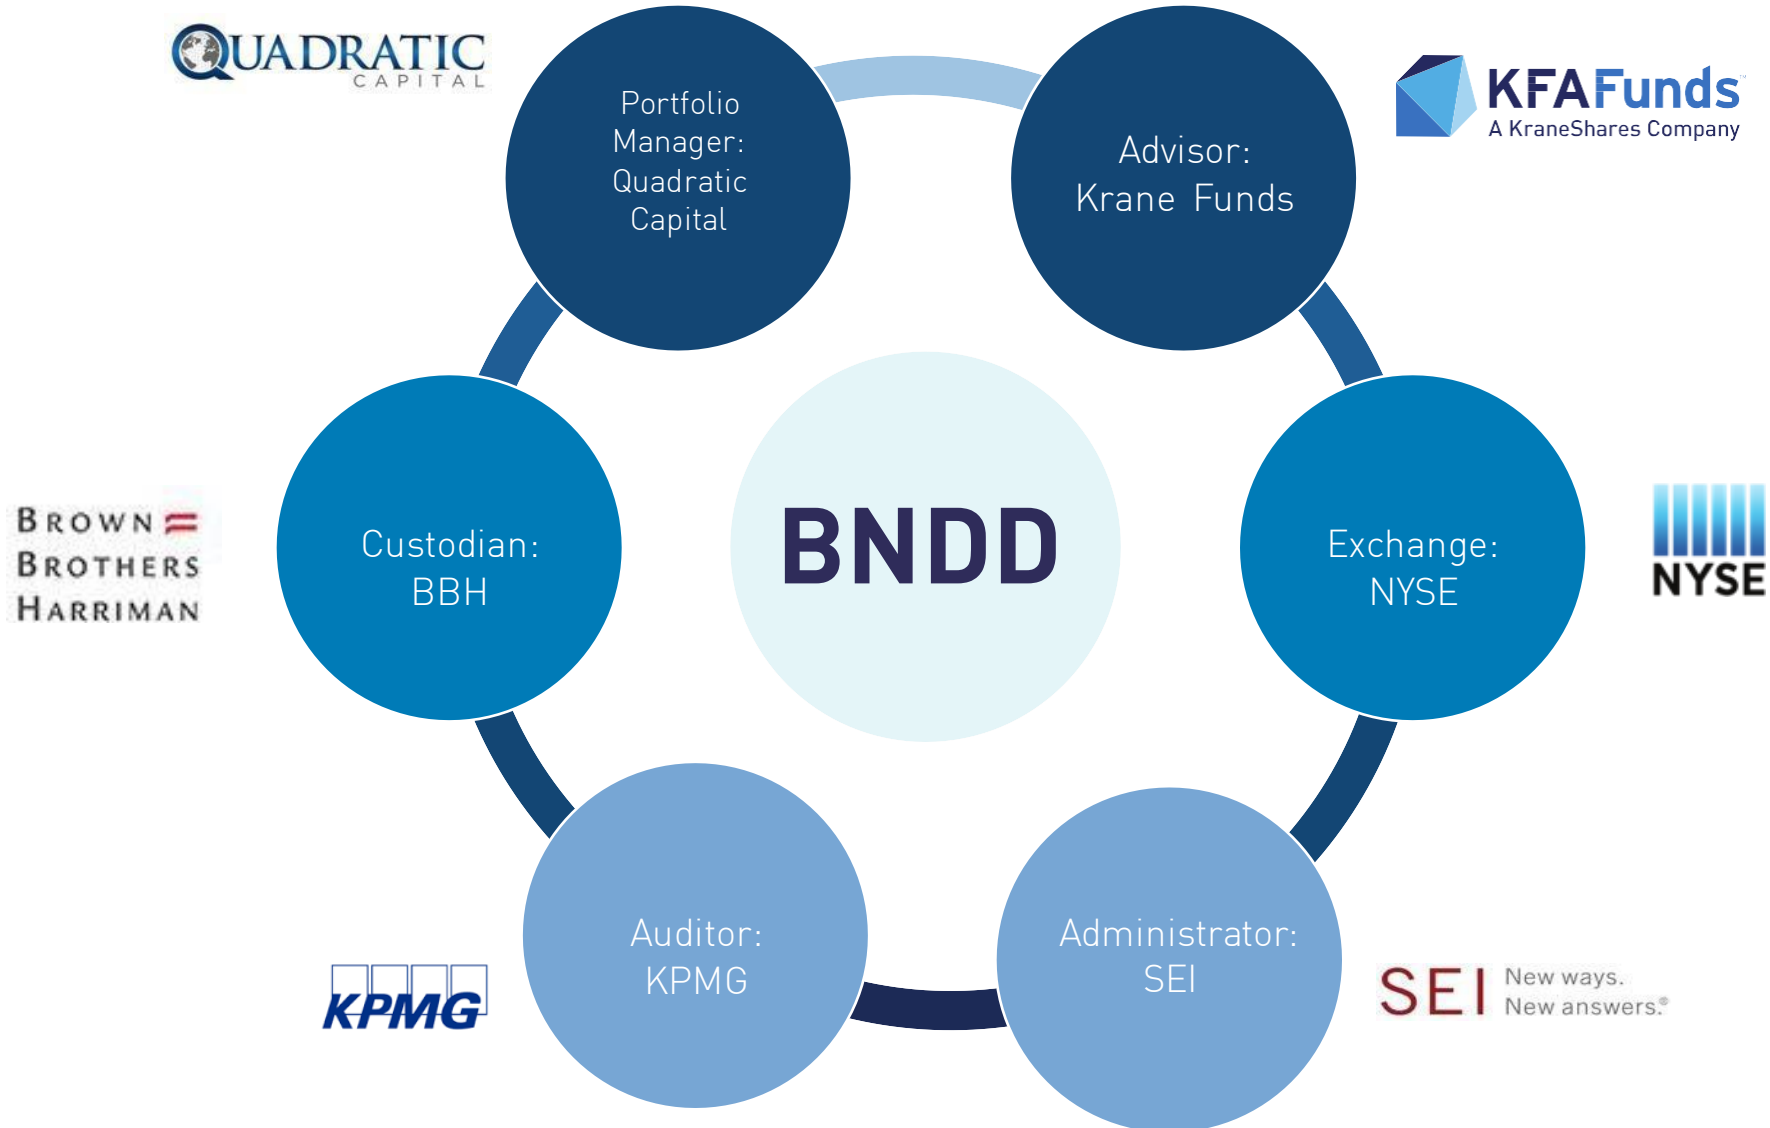 QUADRATIC
CAPITAL
Portfolio
Manager:
Quadratic
Capital
Advisor:
Krane Funds
KFAFunds™
A KraneShares Company
BROWN
BROTHERS
HARRIMAN
Custodian:
BBH
BNDD
Exchange:
NYSE
NYSE
KPMG
Auditor:
KPMG
Administrator:
SEI
SEI
New ways.
New answers.®